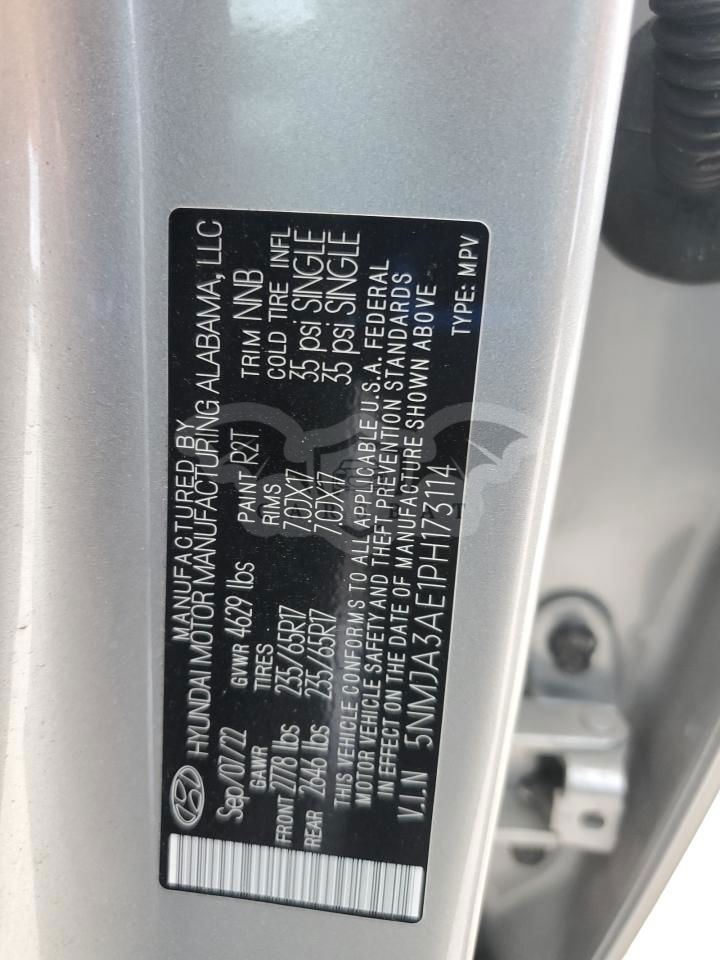 MANUFACTURED BY
HYUNDAI MOTOR MANUFACTURING ALABAMA, LLC
Sep/07/22 GVWR 4629 lbs PAINT R2T TRIM NNB
GAWR TIRES RIMS COLD TIRE INFL
FRONT 2778 lbs 235/65R17 7.0JX17 35 psi SINGLE
REAR 2646 lbs 235/65R17 7.0JX17 35 psi SINGLE
THIS VEHICLE CONFORMS TO ALL APPLICABLE U.S.A. FEDERAL
MOTOR VEHICLE SAFETY AND THEFT PREVENTION STANDARDS
IN EFFECT ON THE DATE OF MANUFACTURE SHOWN ABOVE
V.I.N 5NMJA3AE1PH173114 TYPE: MPV